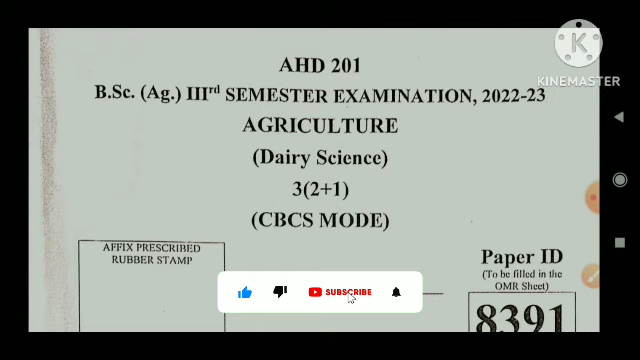 K
KINEMASTER
AHD 201
B.Sc. (Ag.) IIIrd SEMESTER EXAMINATION, 2022-23
AGRICULTURE
(Dairy Science)
3(2+1)
(CBCS MODE)
AFFIX PRESCRIBED
RUBBER STAMP
Paper ID
(To be filled in the
OMR Sheet)
8391
SUBSCRIBE